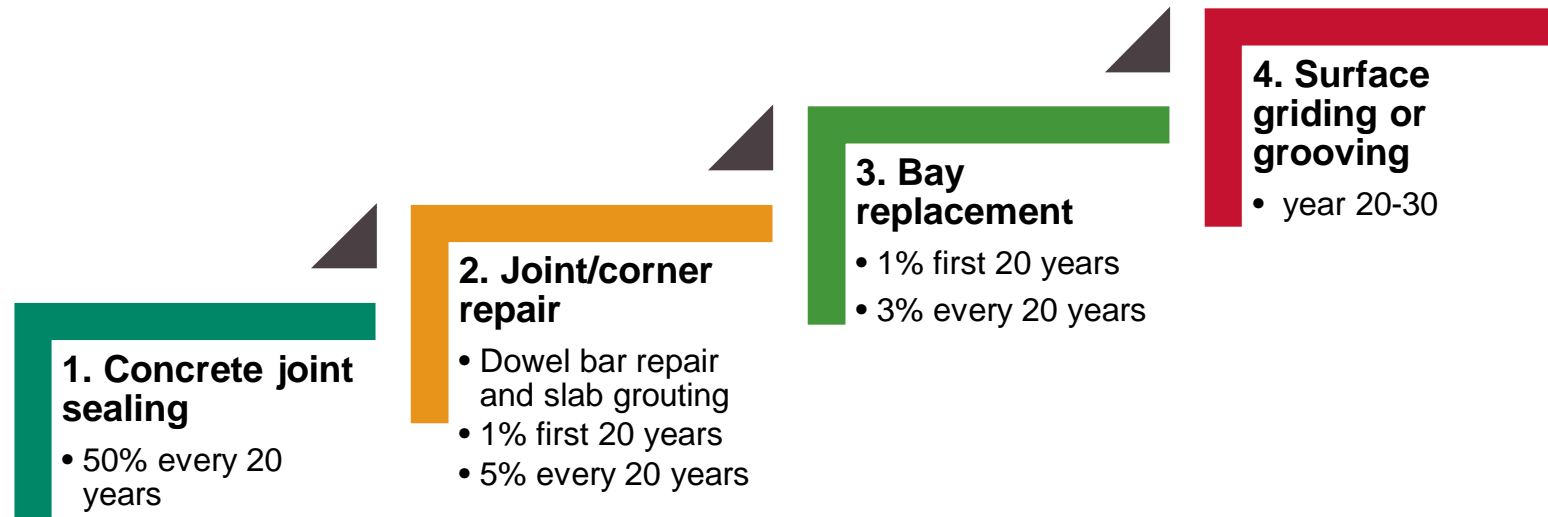 1. Concrete joint
sealing
• 50% every 20
years
2. Joint/corner
repair
• Dowel bar repair
and slab grouting
• 1% first 20 years
• 5% every 20 years
3. Bay
replacement
• 1% first 20 years
• 3% every 20 years
4. Surface
griding or
grooving
• year 20-30